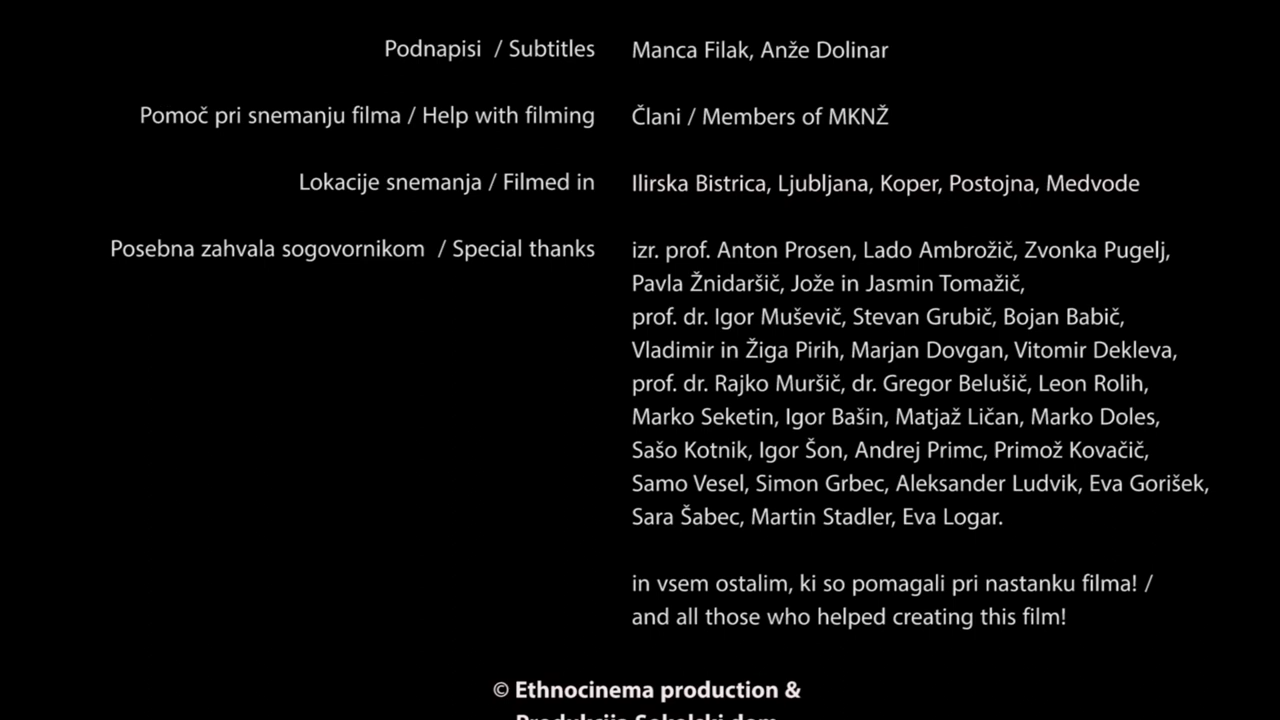 Podnapisi / Subtitles Manca Filak, Anže Dolinar
Pomoč pri snemanju filma / Help with filming Člani / Members of MKNŽ
Lokacije snemanja / Filmed in Ilirska Bistrica, Ljubljana, Koper, Postojna, Medvode
Posebna zahvala sogovornikom / Special thanks izr. prof. Anton Prosen, Lado Ambrožič, Zvonka Pugelj,
Pavla Žnidaršič, Jože in Jasmin Tomažič,
prof. dr. Igor Muševič, Stevan Grubič, Bojan Babič,
Vladimir in Žiga Pirih, Marjan Dovgan, Vitomir Dekleva,
prof. dr. Rajko Muršič, dr. Gregor Belušič, Leon Rolih,
Marko Seketin, Igor Bašin, Matjaž Ličan, Marko Doles,
Sašo Kotnik, Igor Šon, Andrej Primc, Primož Kovačič,
Samo Vesel, Simon Grbec, Aleksander Ludvik, Eva Gorišek,
Sara Šabec, Martin Stadler, Eva Logar.
in vsem ostalim, ki so pomagali pri nastanku filma! /
and all those who helped creating this film!
© Ethnocinema production &
Produkcija Sokolski dom